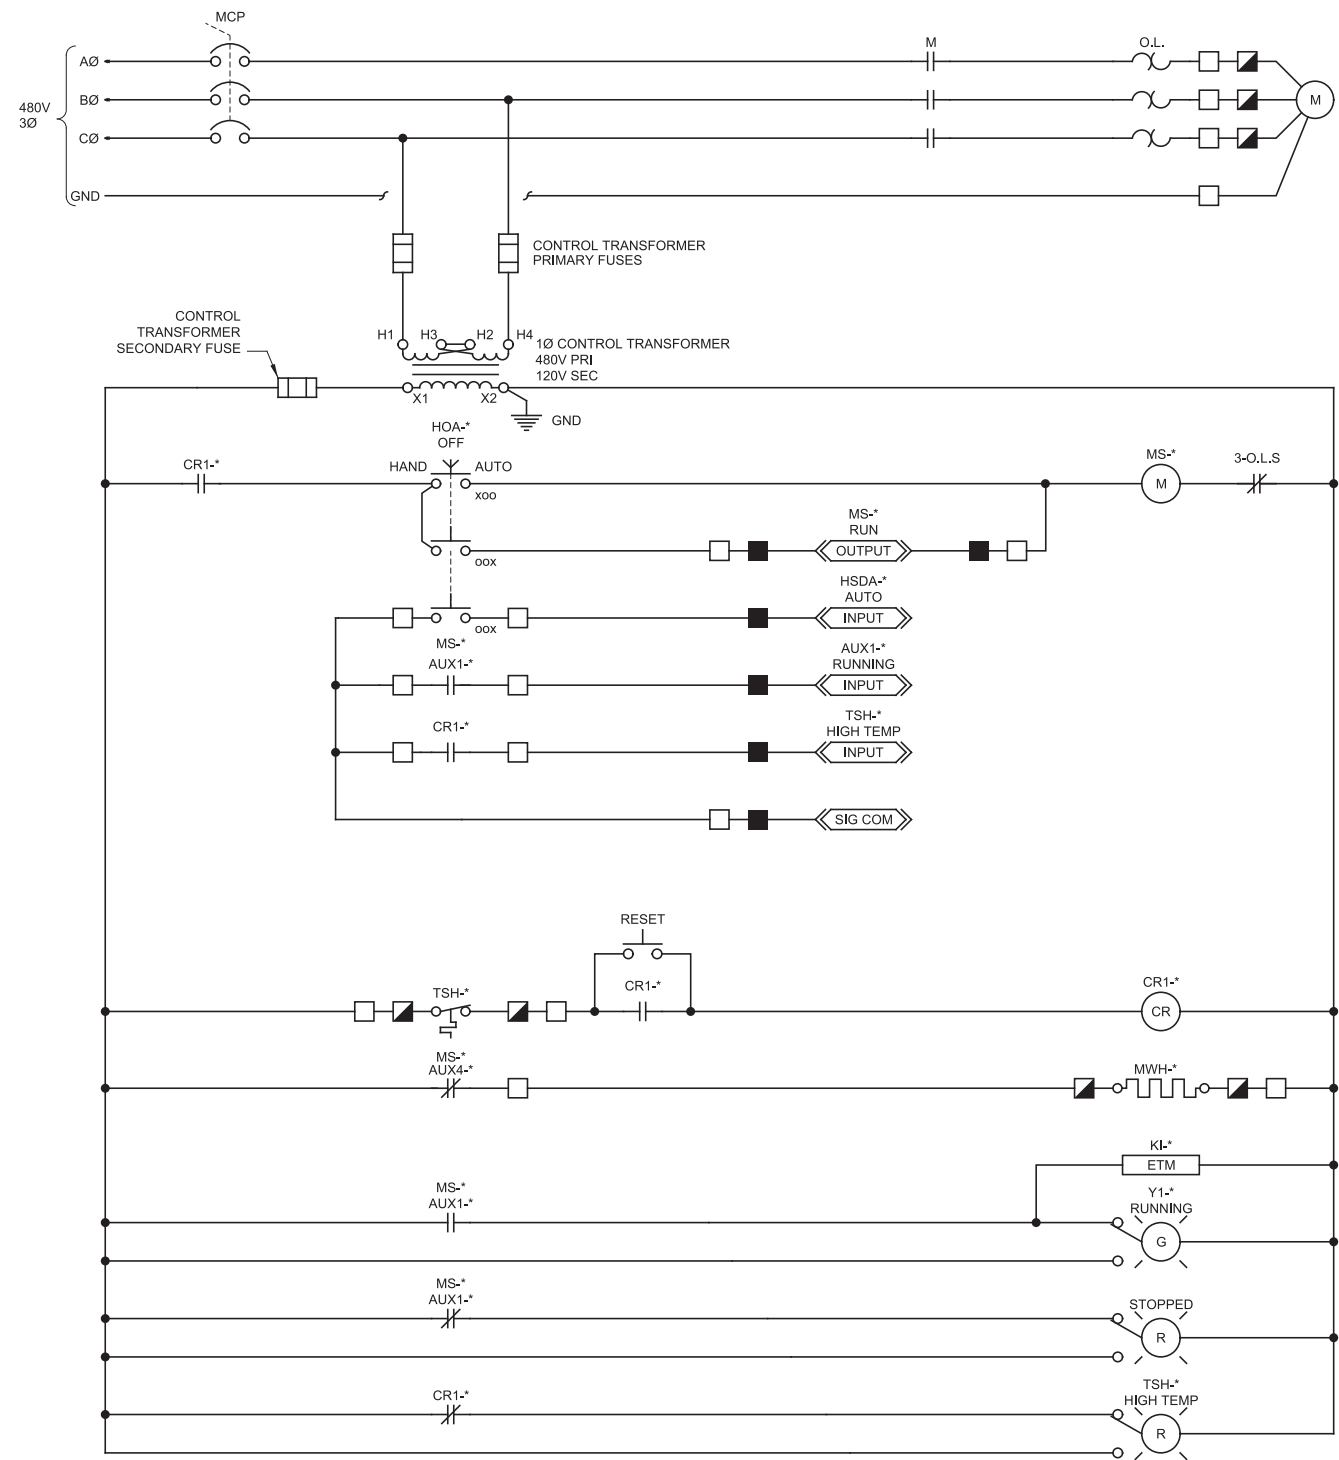 MCP
M
O.L.
480V
3Ø
AØ
BØ
CØ
GND
M
CONTROL TRANSFORMER
PRIMARY FUSES
CONTROL
TRANSFORMER
SECONDARY FUSE
H1 H3 H2 H4
1Ø CONTROL TRANSFORMER
480V PRI
120V SEC
X1 X2
GND
HOA-*
OFF
HAND AUTO
CR1-*
xoo
MS-*
M
3-O.L.S
MS-*
RUN
oox
OUTPUT
HSDA-*
AUTO
oox
INPUT
MS-*
AUX1-*
AUX1-*
RUNNING
INPUT
CR1-*
TSH-*
HIGH TEMP
INPUT
SIG COM
RESET
TSH-*
CR1-*
CR1-*
CR
MS-*
AUX4-*
MWH-*
KI-*
ETM
MS-*
AUX1-*
Y1-*
RUNNING
G
MS-*
AUX1-*
STOPPED
R
CR1-*
TSH-*
HIGH TEMP
R